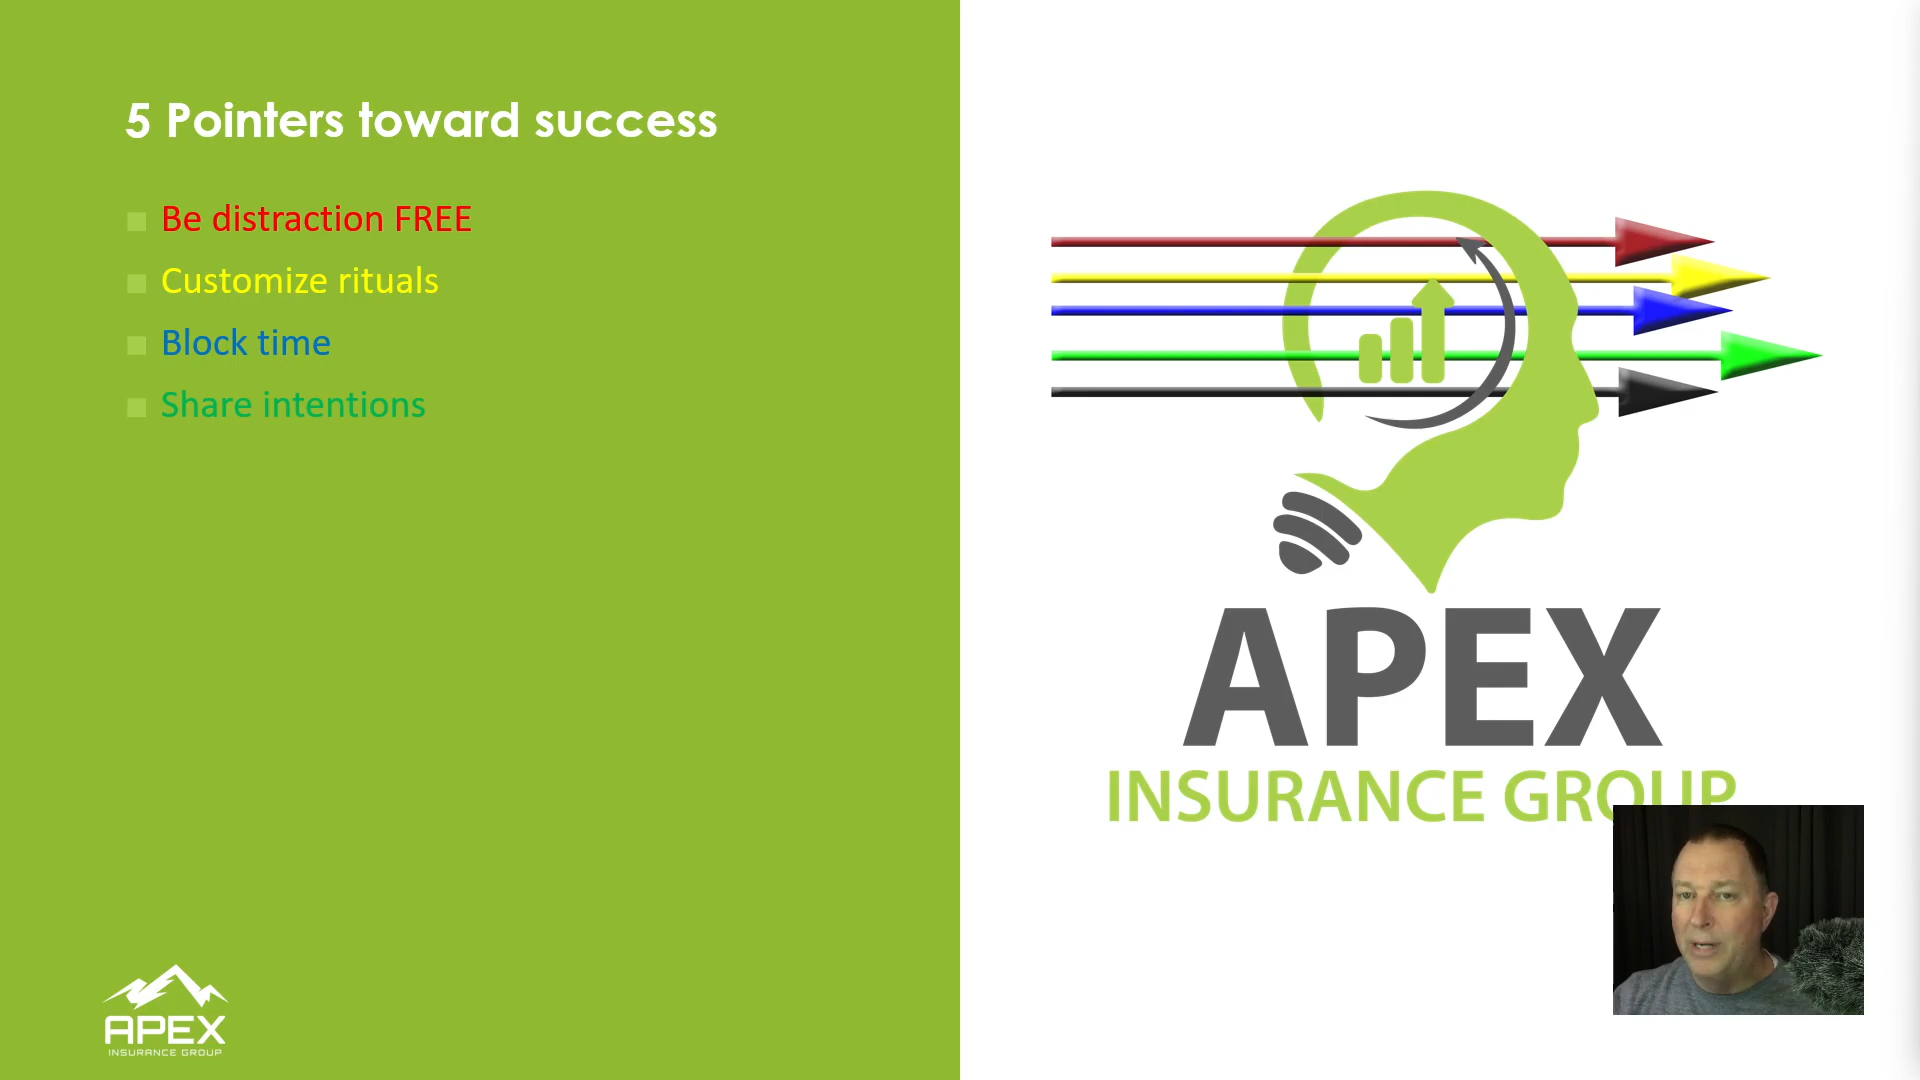 5 Pointers toward success
Be distraction FREE
Customize rituals
Block time
Share intentions
APEX
INSURANCE GROUP
APEX
INSURANCE GROUP